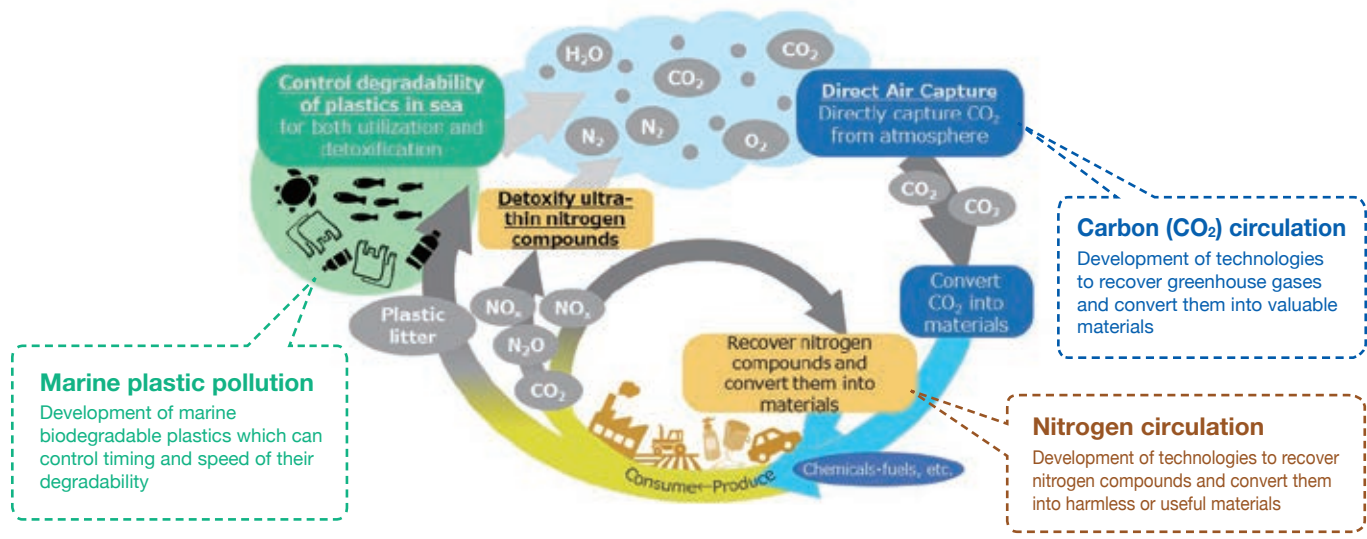 H₂O
CO₂
CO₂
N₂
N₂
O₂
Control degradability
of plastics in sea
for both utilization and
detoxification
Direct Air Capture
Directly capture CO₂
from atmosphere
Detoxify ultra-
thin nitrogen
compounds
CO₂
CO₂
Carbon (CO₂) circulation
Development of technologies
to recover greenhouse gases
and convert them into valuable
materials
Convert
CO₂ into
materials
Plastic
litter
NOₓ
NOₓ
N₂O
CO₂
Recover nitrogen
compounds and
convert them into
materials
Marine plastic pollution
Development of marine
biodegradable plastics which can
control timing and speed of their
degradability
Nitrogen circulation
Development of technologies to recover
nitrogen compounds and convert them
into harmless or useful materials
Consume←Produce
Chemicals-fuels, etc.